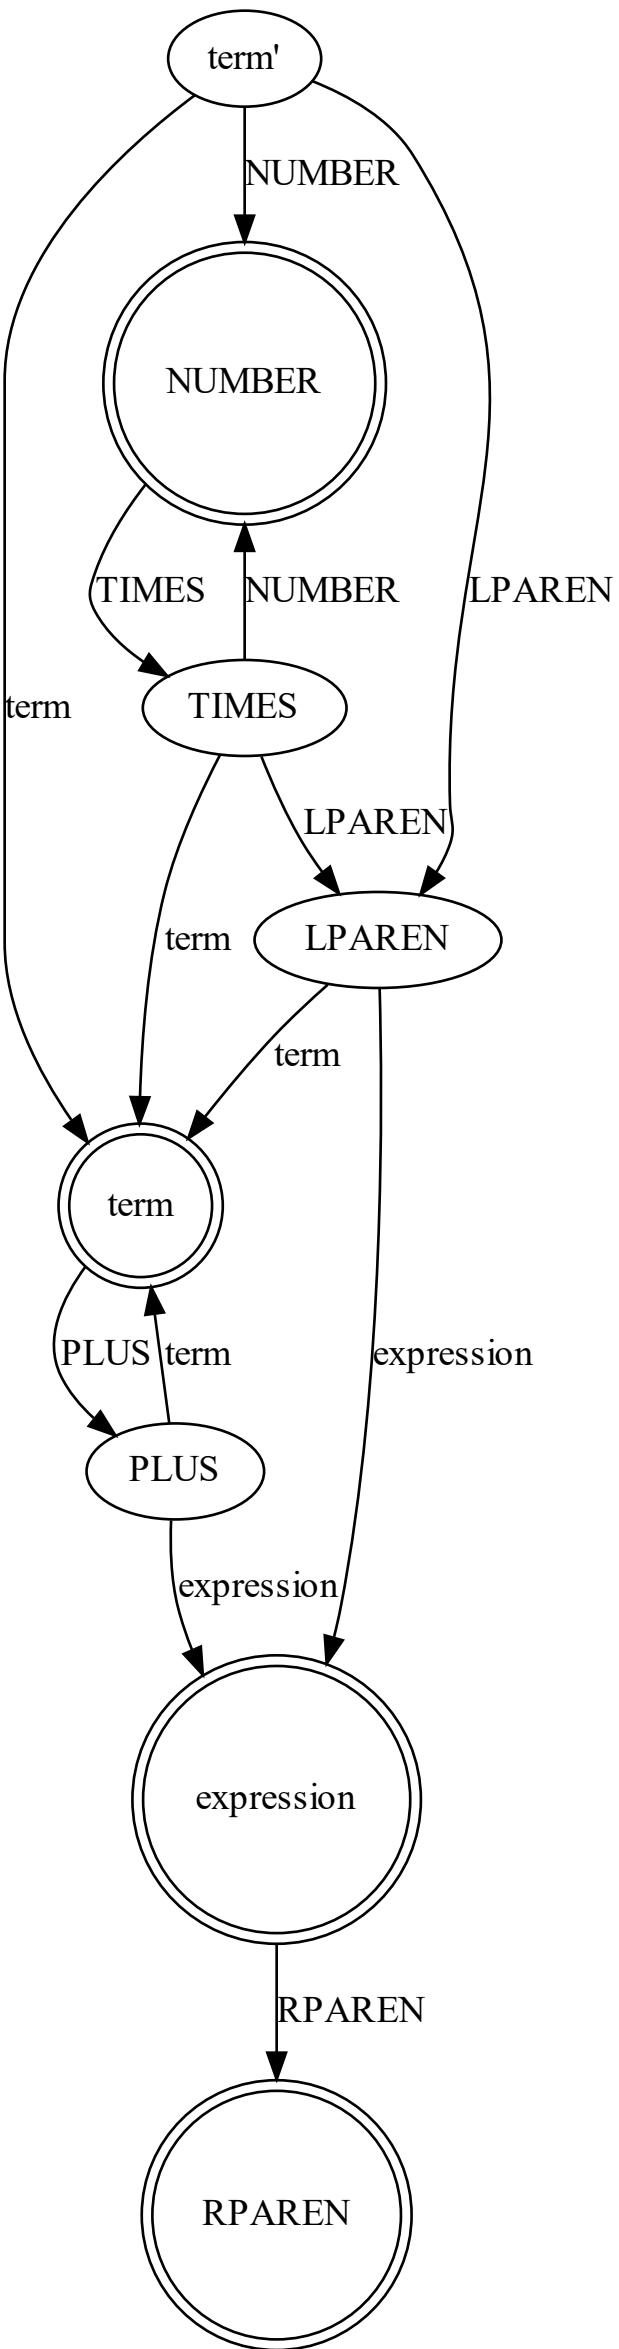 term'
NUMBER
NUMBER
TIMES
NUMBER
LPAREN
term
TIMES
LPAREN
term
LPAREN
term
term
PLUS
term
expression
PLUS
expression
expression
RPAREN
RPAREN